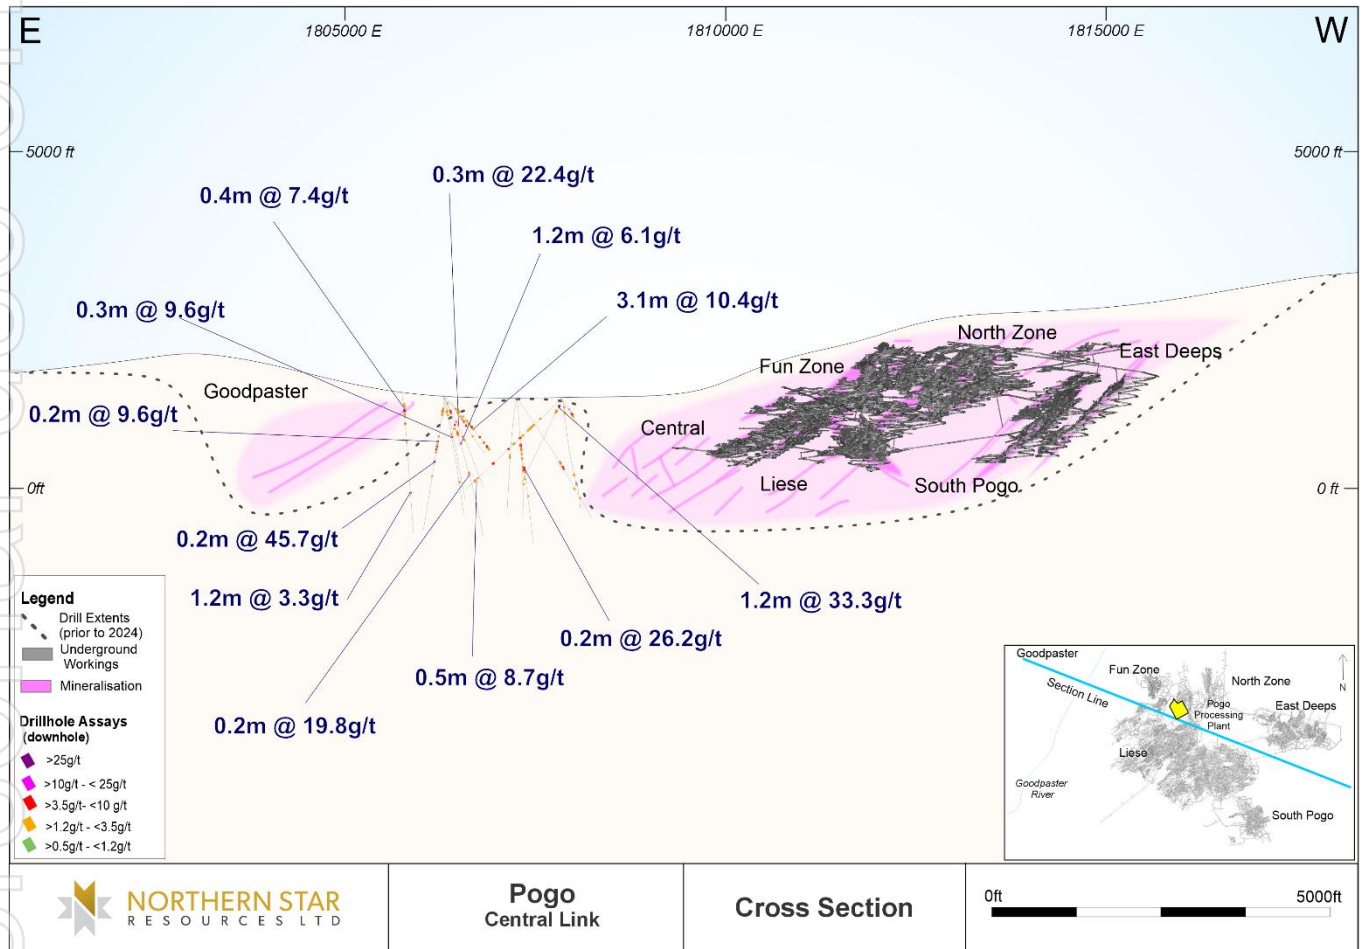 E
1805000 E
1810000 E
1815000 E
W
5000 ft
5000 ft
0.3m @ 22.4g/t
0.4m @ 7.4g/t
1.2m @ 6.1g/t
3.1m @ 10.4g/t
0.3m @ 9.6g/t
North Zone
East Deeps
Fun Zone
Goodpaster
0.2m @ 9.6g/t
Central
Liese
South Pogo
0ft
0 ft
0.2m @ 45.7g/t
1.2m @ 3.3g/t
1.2m @ 33.3g/t
0.2m @ 26.2g/t
0.5m @ 8.7g/t
0.2m @ 19.8g/t
Legend
Drill Extents
(prior to 2024)
Underground
Workings
Mineralisation
Drillhole Assays
(downhole)
>25g/t
>10g/t - < 25g/t
>3.5g/t- <10 g/t
>1.2g/t - <3.5g/t
>0.5g/t - <1.2g/t
Goodpaster
Fun Zone
North Zone
N
Section Line
Pogo
Processing
Plant
East Deeps
Liese
Goodpaster
River
South Pogo
NORTHERN STAR
RESOURCES LTD
Pogo
Central Link
Cross Section
0ft
5000ft